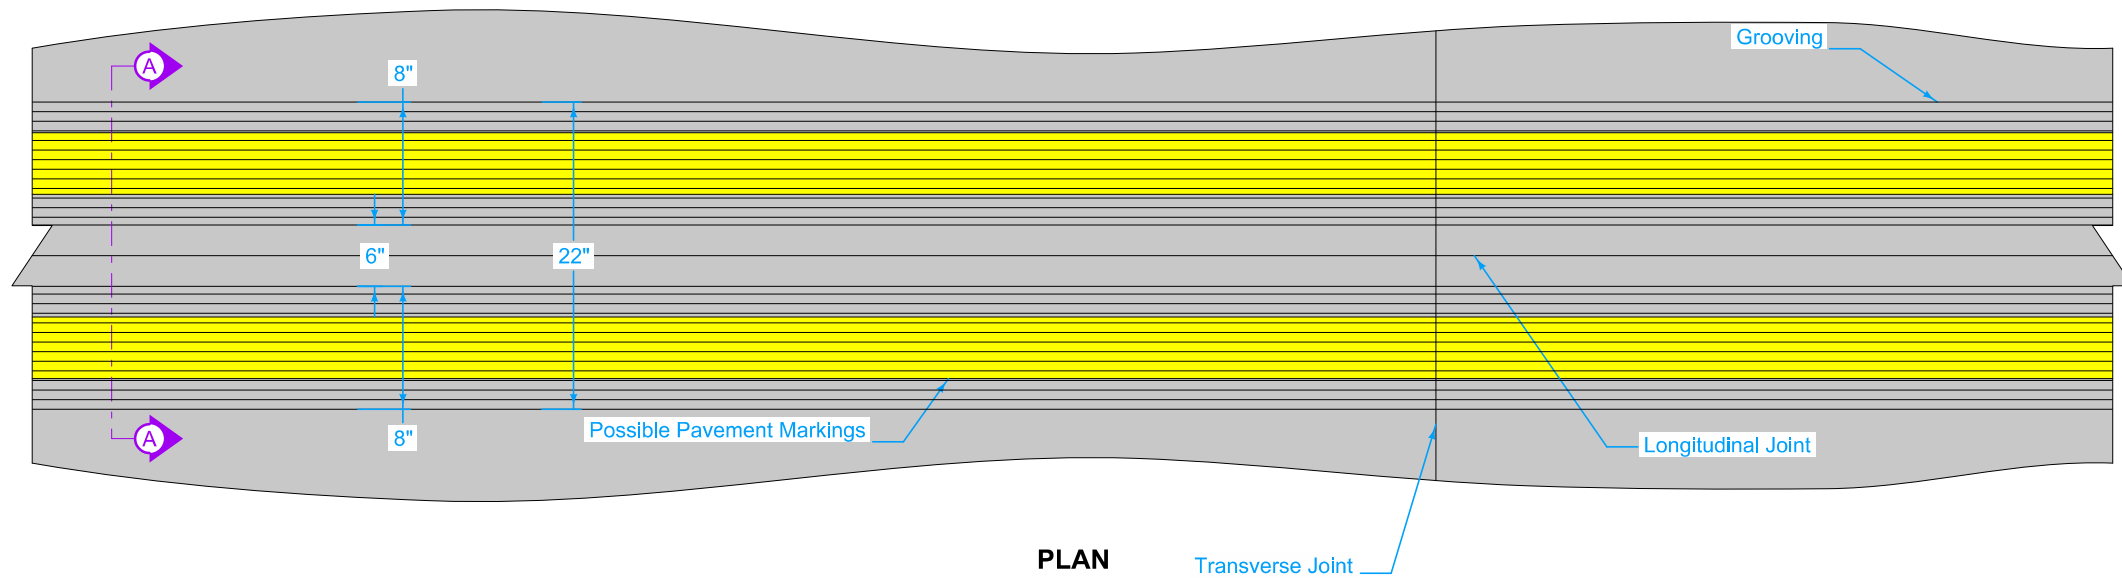 Grooving
A
8"
6"
22"
Possible Pavement Markings
A
8"
Longitudinal Joint
PLAN
Transverse Joint